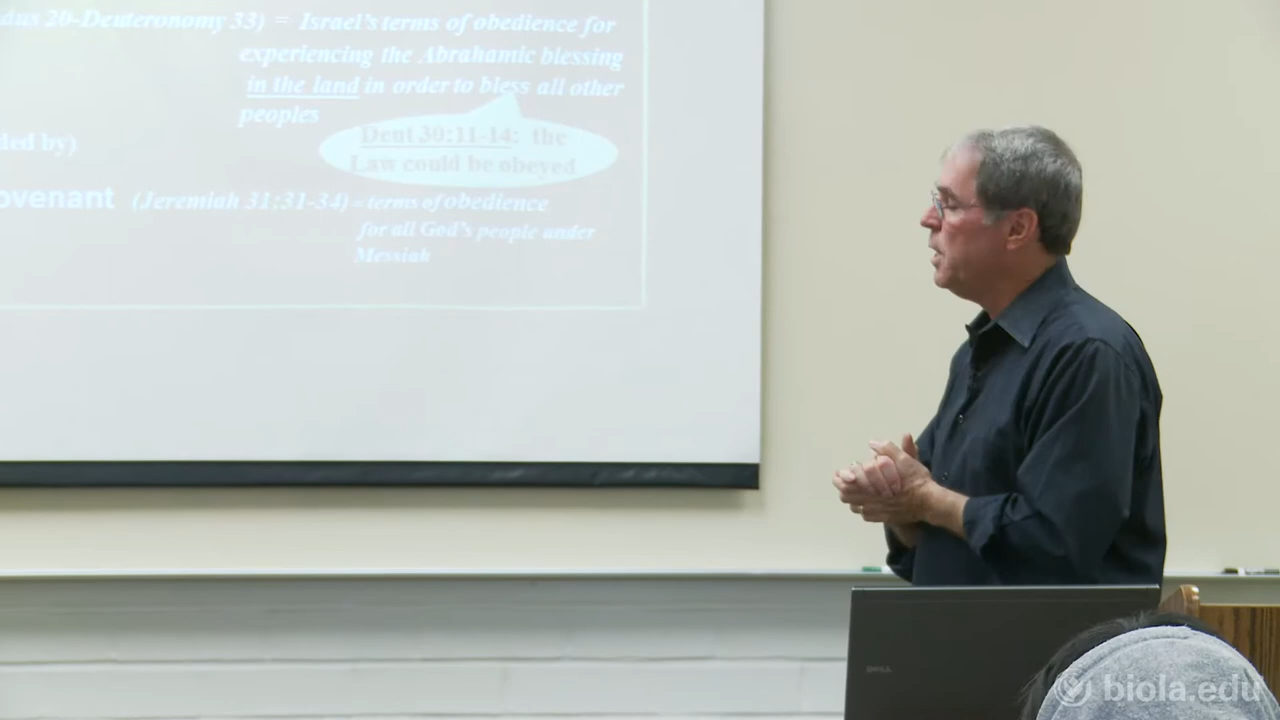 dus 20-Deuteronomy 33) = Israel's terms of obedience for
experiencing the Abrahamic blessing
in the land in order to bless all other
peoples
Deut 30:11-14: the
Law could be obeyed
ded by)
ovenant (Jeremiah 31:31-34) = terms of obedience
for all God's people under
Messiah
DELL
biola.edu